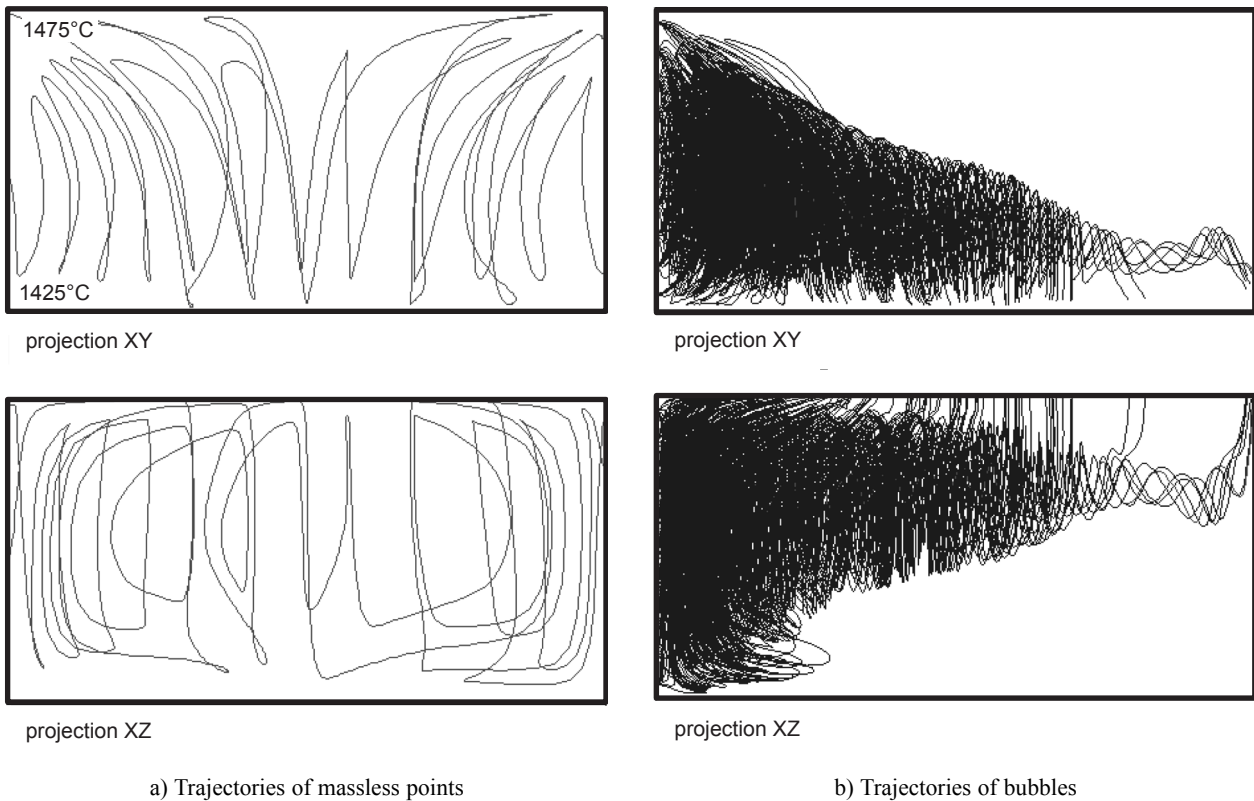 1475°C
1425°C
projection XY
projection XY
projection XZ
projection XZ
a) Trajectories of massless points
b) Trajectories of bubbles